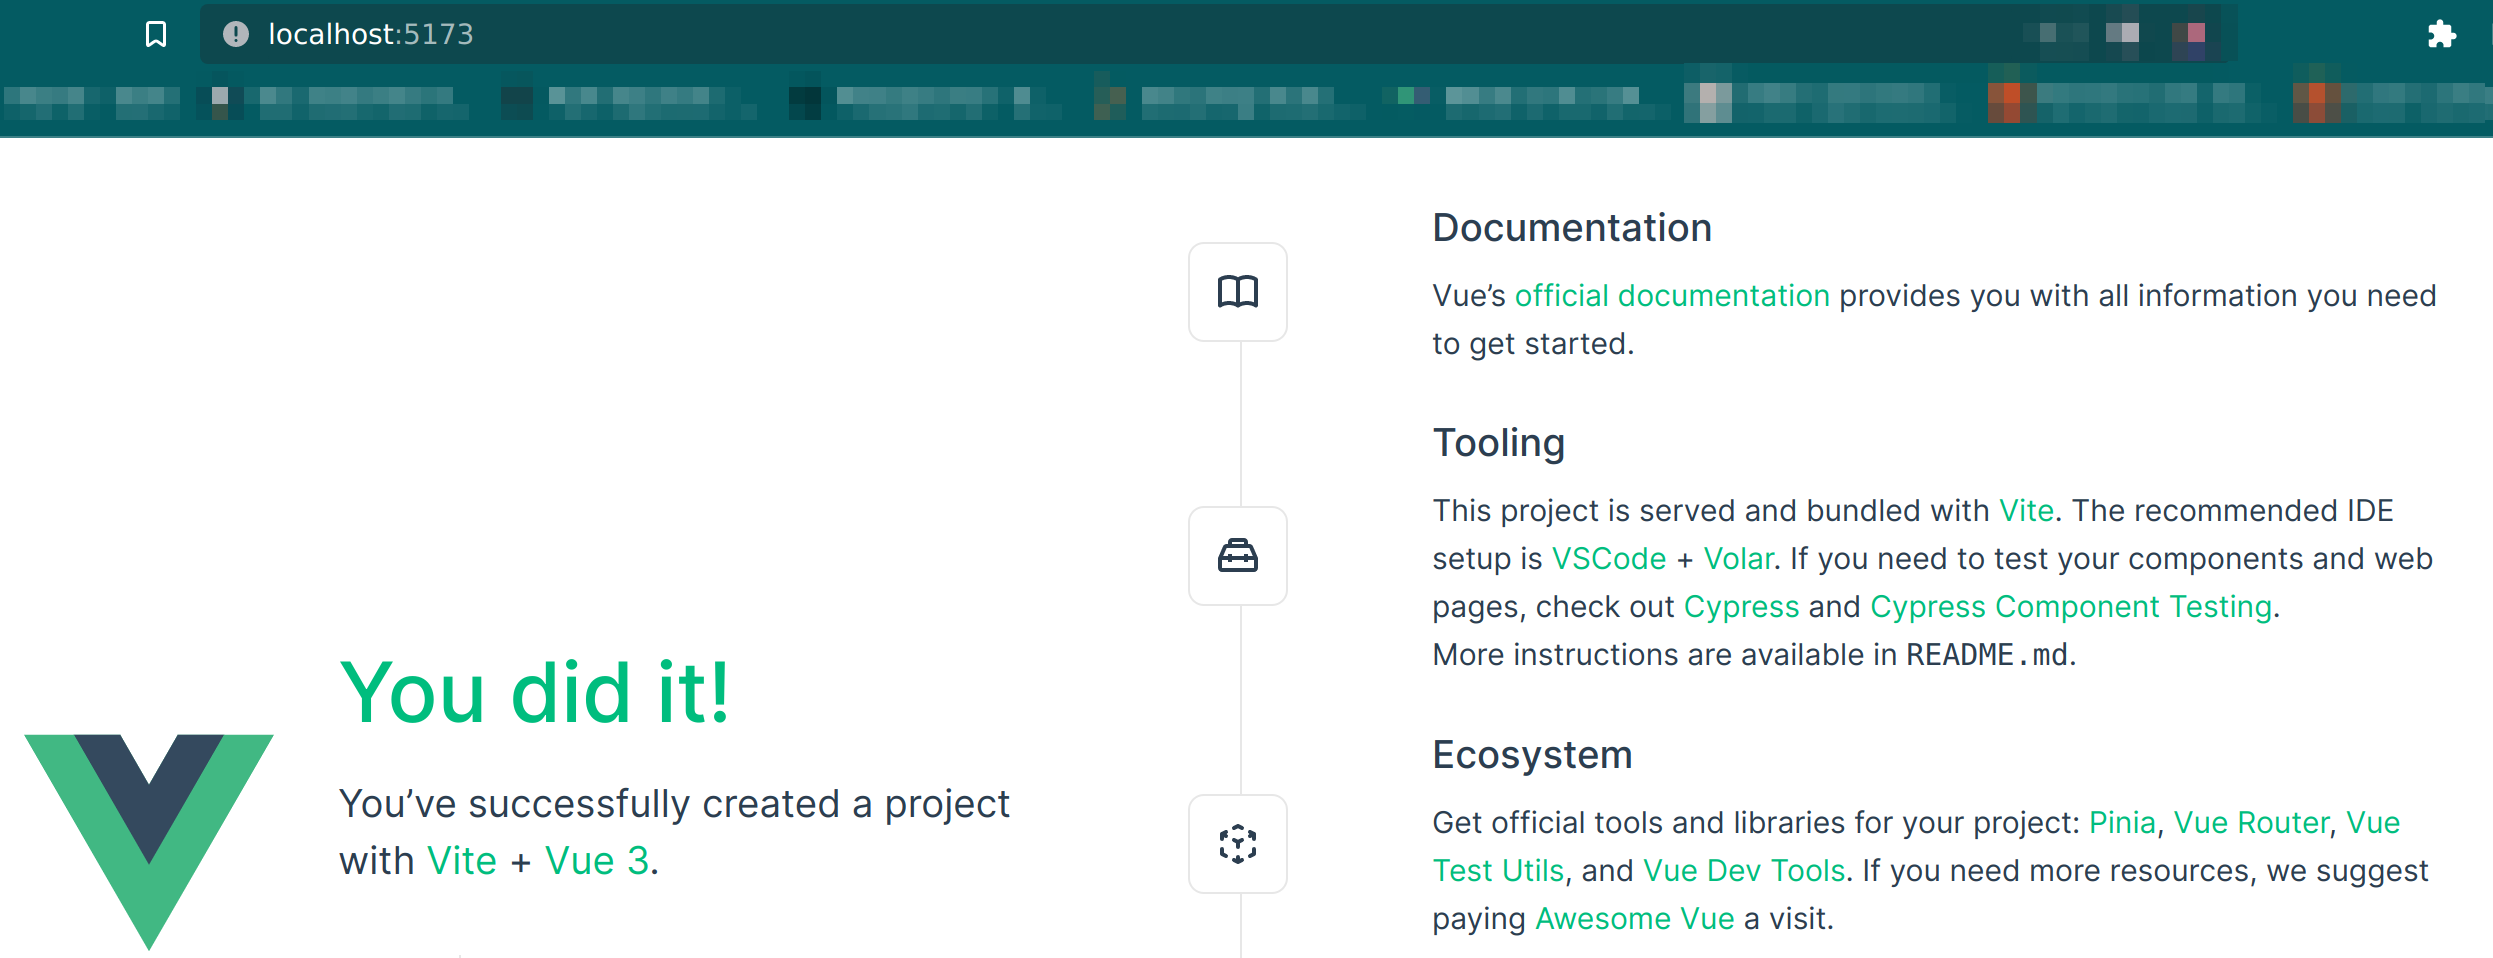 localhost:5173
You did it!
You’ve successfully created a project
with Vite + Vue 3.
Documentation
Vue’s official documentation provides you with all information you need
to get started.
Tooling
This project is served and bundled with Vite. The recommended IDE
setup is VSCode + Volar. If you need to test your components and web
pages, check out Cypress and Cypress Component Testing.
More instructions are available in README.md.
Ecosystem
Get official tools and libraries for your project: Pinia, Vue Router, Vue
Test Utils, and Vue Dev Tools. If you need more resources, we suggest
paying Awesome Vue a visit.